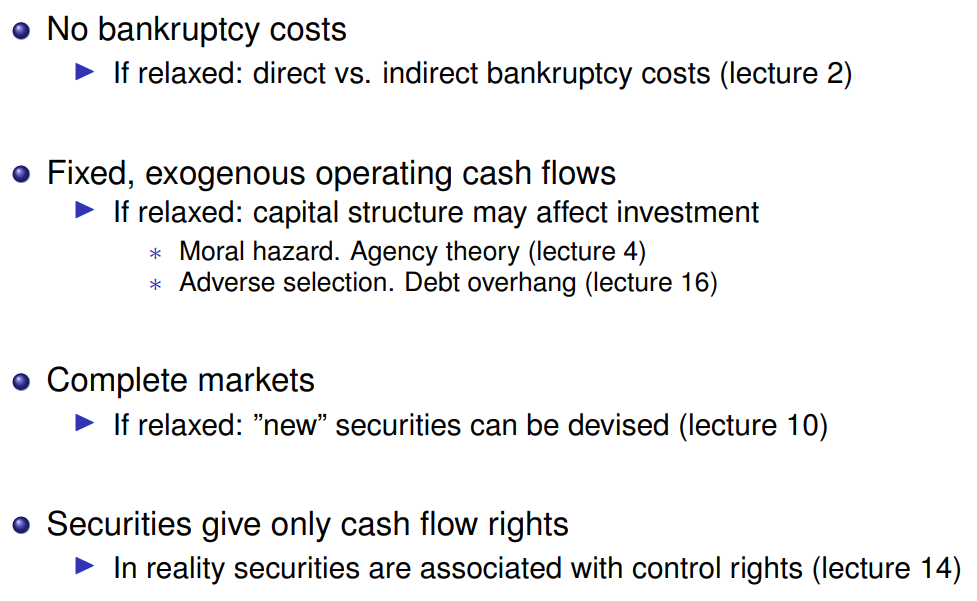 No bankruptcy costs
If relaxed: direct vs. indirect bankruptcy costs (lecture 2)
Fixed, exogenous operating cash flows
If relaxed: capital structure may affect investment
* Moral hazard. Agency theory (lecture 4)
* Adverse selection. Debt overhang (lecture 16)
Complete markets
If relaxed: ”new” securities can be devised (lecture 10)
Securities give only cash flow rights
In reality securities are associated with control rights (lecture 14)